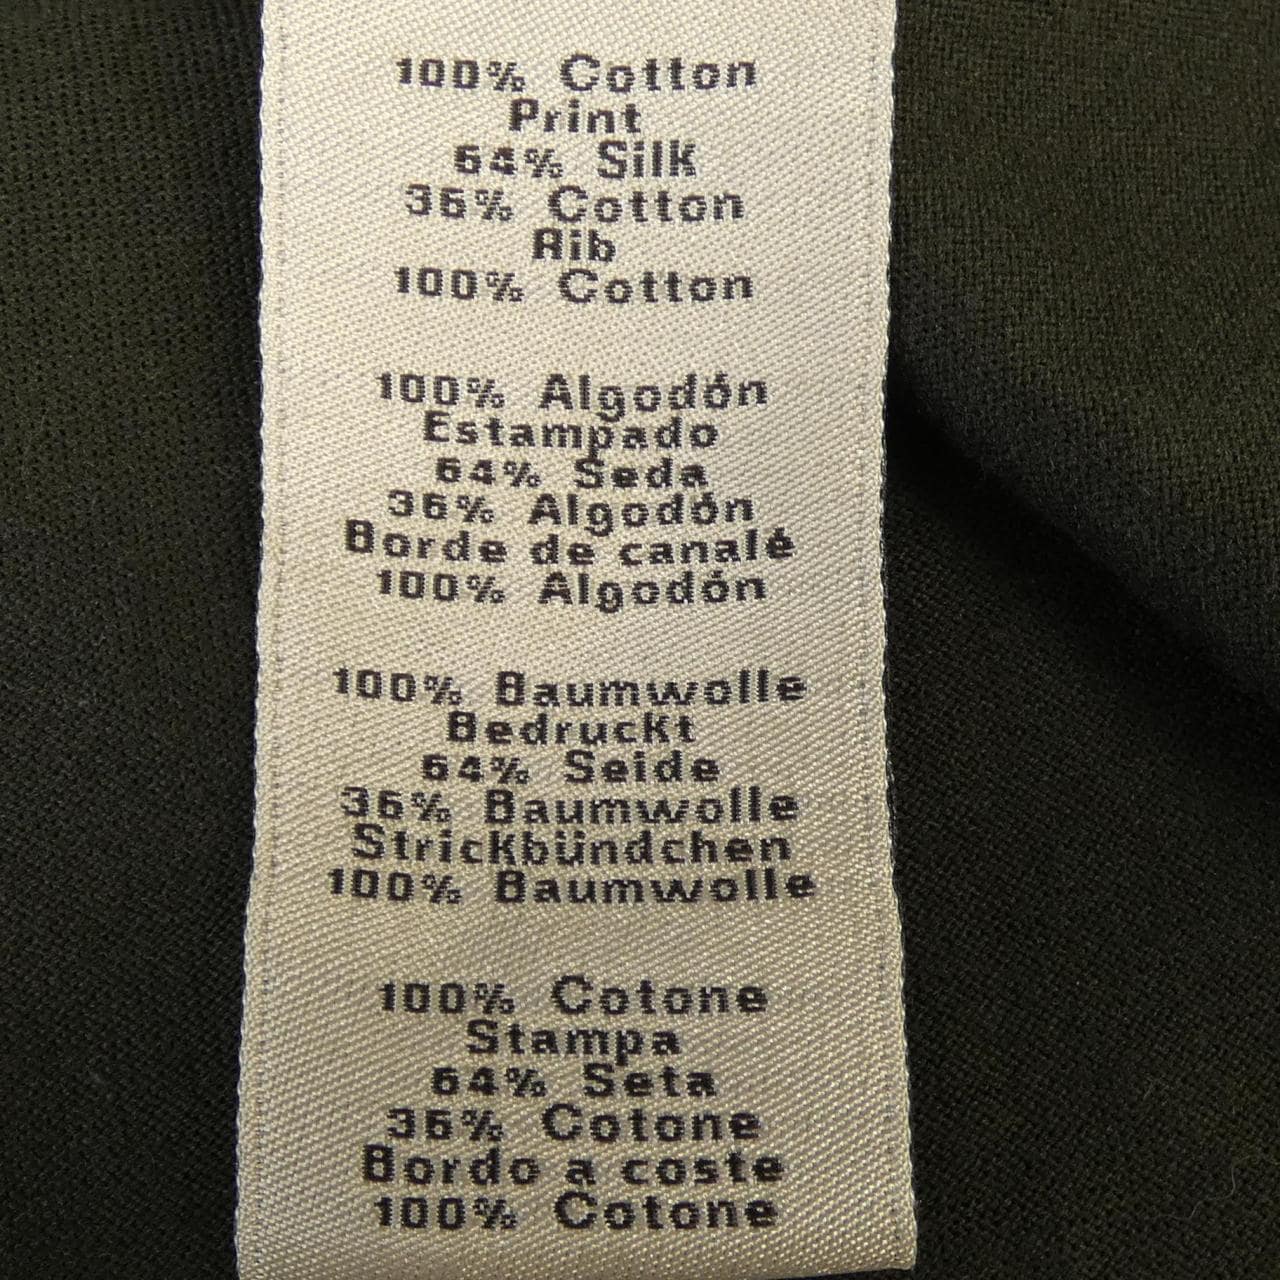 100% Cotton
Print
64% Silk
36% Cotton
Rib
100% Cotton
100% Algodón
Estampado
64% Seda
36% Algodón
Borde de canalé
100% Algodón
100% Baumwolle
Bedruckt
64% Seide
36% Baumwolle
Strickbündchen
100% Baumwolle
100% Cotone
Stampa
64% Seta
36% Cotone
Bordo a coste
100% Cotone